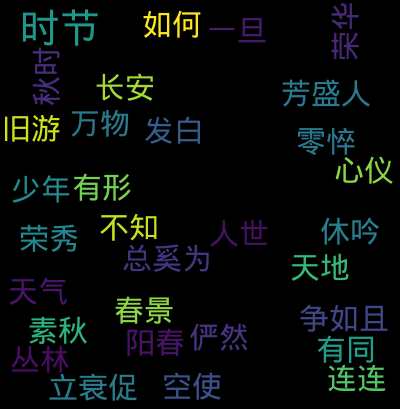 时节
如何
一旦
荣华
秋时
长安
芳盛人
旧游
万物
发白
零悴
心仪
少年
有形
荣秀
不知
人世
休吟
总奚为
天地
天气
春景
争如且
素秋
阳春
俨然
有同
丛林
连连
立衰促
空使